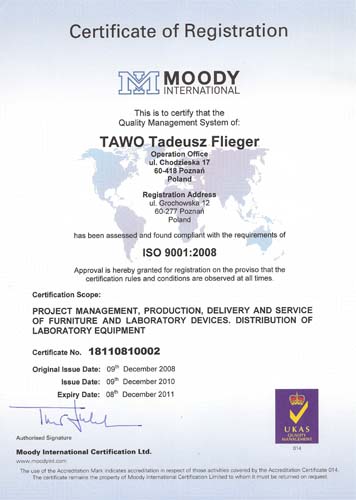 Certificate of Registration
MOODY
INTERNATIONAL
This is to certify that the
Quality Management System of:
TAWO Tadeusz Flieger
Operation Office
ul. Chodzieska 17
60-418 Poznań
Poland
Registration Address
ul. Grochowska 12
60-277 Poznań
Poland
has been assessed and found compliant with the requirements of
ISO 9001:2008
Approval is hereby granted for registration on the proviso that the
certification rules and conditions are observed at all times.
Certification Scope:
PROJECT MANAGEMENT, PRODUCTION, DELIVERY AND SERVICE
OF FURNITURE AND LABORATORY DEVICES. DISTRIBUTION OF
LABORATORY EQUIPMENT
Certificate No. 18110810002
Original Issue Date: 09th December 2008
Issue Date: 09th December 2010
Expiry Date: 08th December 2011
Authorised Signature
Moody International Certification Ltd.
www.moodyint.com
UKAS
QUALITY
MANAGEMENT
014
The use of the Accreditation Mark indicates accreditation in respect of those activities covered by the Accreditation Certificate 014.
The certificate remains the property of Moody International Certification Limited to whom it must be returned on request.